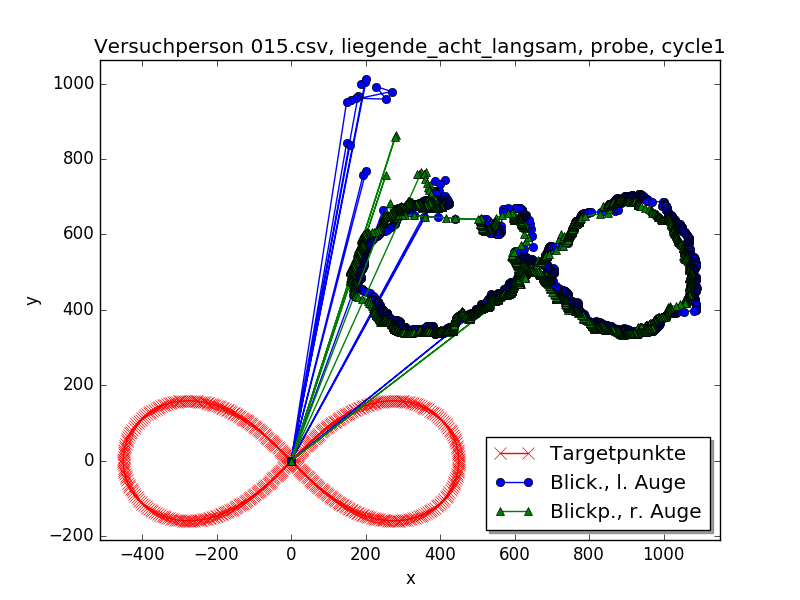 Versuchperson 015.csv, liegende_acht_langsam, probe, cycle1
1000
800
600
400
200
0
−200
y
−400
−200
0
200
400
600
800
1000
x
Targetpunkte
Blick., l. Auge
Blickp., r. Auge